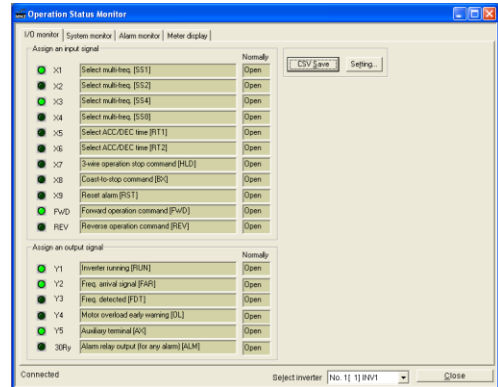 Operation Status Monitor
I/O monitor System monitor Alarm monitor Meter display
Assign an input signal
Normally
X1 Select multi-freq. [SS1] Open
X2 Select multi-freq. [SS2] Open
X3 Select multi-freq. [SS4] Open
X4 Select multi-freq. [SS8] Open
X5 Select ACC/DEC time [RT1] Open
X6 Select ACC/DEC time [RT2] Open
X7 3-wire operation stop command [HLD] Open
X8 Coast-to-stop command [BX] Open
X9 Reset alarm [RST] Open
FWD Forward operation command [FWD] Open
REV Reverse operation command [REV] Open
CSV Save Setting...
Assign an output signal
Normally
Y1 Inverter running [RUN] Open
Y2 Freq. arrival signal [FAR] Open
Y3 Freq. detected [FDT] Open
Y4 Motor overload early warning [OL] Open
Y5 Auxiliary terminal [AX] Open
30Ry Alarm relay output (for any alarm) [ALM] Open
Connected Select inverter No. 1[ 1] INV1 Close